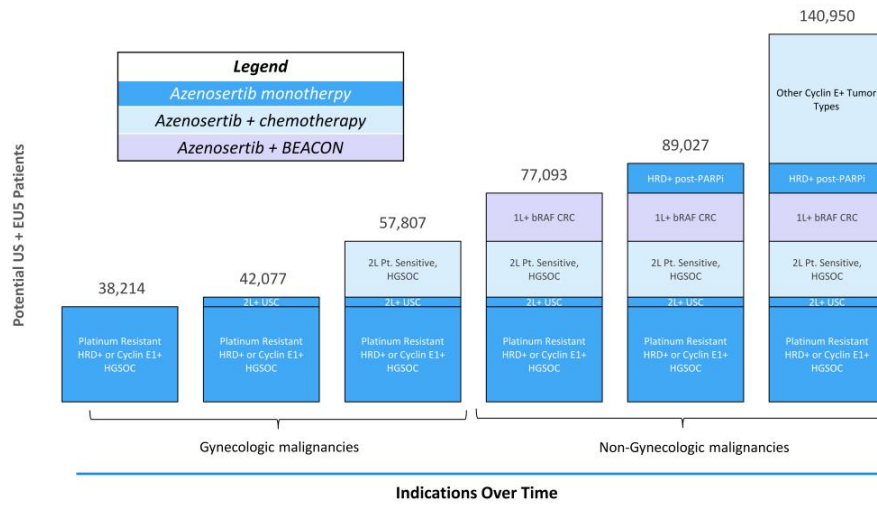 140,950
Legend
Azenosertib monotherpy
Azenosertib + chemotherapy
Azenosertib + BEACON
Other Cyclin E+ Tumor
Types
89,027
77,093
HRD+ post-PARPi
HRD+ post-PARPi
57,807
1L+ bRAF CRC
1L+ bRAF CRC
1L+ bRAF CRC
38,214
42,077
2L Pt. Sensitive,
HGSOC
2L Pt. Sensitive,
HGSOC
2L Pt. Sensitive,
HGSOC
2L Pt. Sensitive,
HGSOC
2L+ USC
2L+ USC
2L+ USC
2L+ USC
2L+ USC
Platinum Resistant
HRD+ or Cyclin E1+
HGSOC
Platinum Resistant
HRD+ or Cyclin E1+
HGSOC
Platinum Resistant
HRD+ or Cyclin E1+
HGSOC
Platinum Resistant
HRD+ or Cyclin E1+
HGSOC
Platinum Resistant
HRD+ or Cyclin E1+
HGSOC
Platinum Resistant
HRD+ or Cyclin E1+
HGSOC
Potential US + EU5 Patients
Gynecologic malignancies
Non-Gynecologic malignancies
Indications Over Time